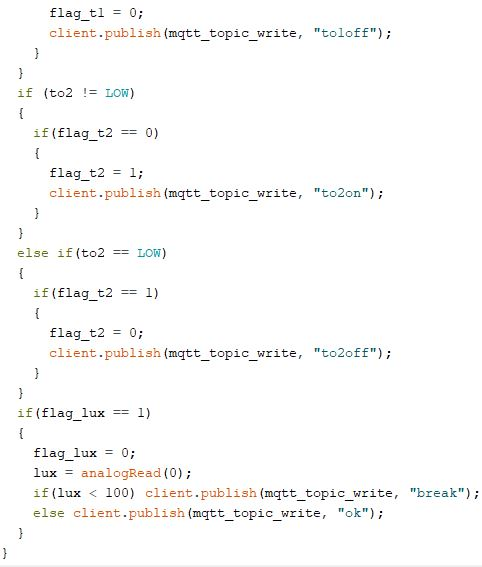 flag_t1 = 0;
client.publish(mqtt_topic_write, "to1off");
}
}
if (to2 != LOW)
{
if(flag_t2 == 0)
{
flag_t2 = 1;
client.publish(mqtt_topic_write, "to2on");
}
}
else if(to2 == LOW)
{
if(flag_t2 == 1)
{
flag_t2 = 0;
client.publish(mqtt_topic_write, "to2off");
}
}
if(flag_lux == 1)
{
flag_lux = 0;
lux = analogRead(0);
if(lux < 100) client.publish(mqtt_topic_write, "break");
else client.publish(mqtt_topic_write, "ok");
}
}